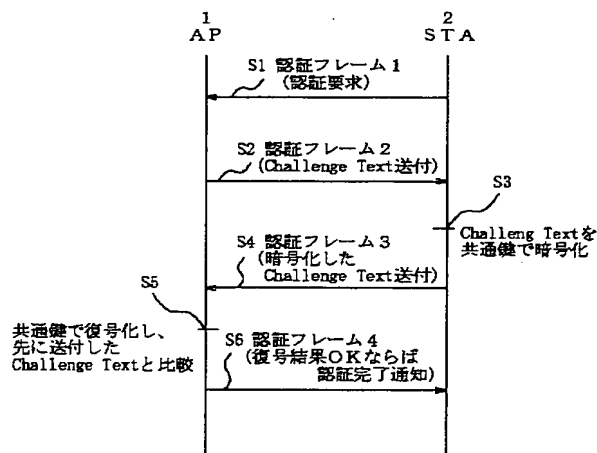 1
AP
2
STA
S1 認証フレーム1
(認証要求)
S2 認証フレーム2
(Challenge Text送付)
S3
Challeng Textを
共通鍵で暗号化
S4 認証フレーム3
(暗号化した
Challenge Text送付)
S5
共通鍵で復号化し、
先に送付した
Challenge Textと比較
S6 認証フレーム4
(復号結果OKならば
認証完了通知)